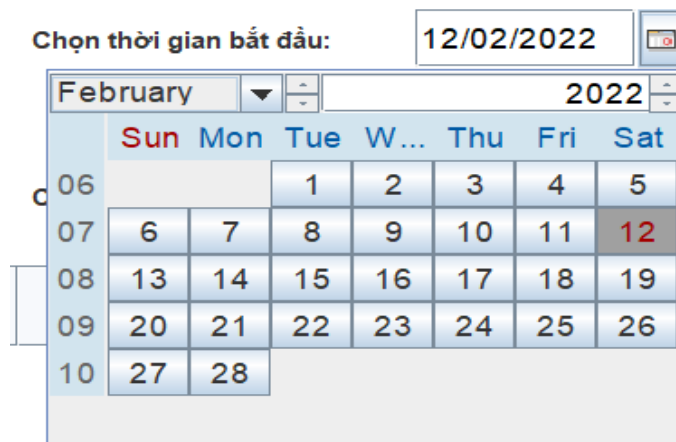 Chọn thời gian bắt đầu: 12/02/2022
February 2022
Sun Mon Tue W... Thu Fri Sat
06 1 2 3 4 5
07 6 7 8 9 10 11 12
08 13 14 15 16 17 18 19
09 20 21 22 23 24 25 26
10 27 28